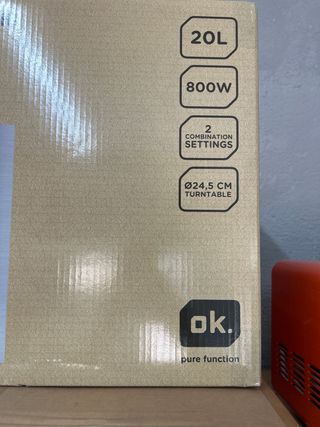 20L
800W
2
COMBINATION
SETTINGS
Ø24,5 CM
TURNTABLE
ok.
pure function